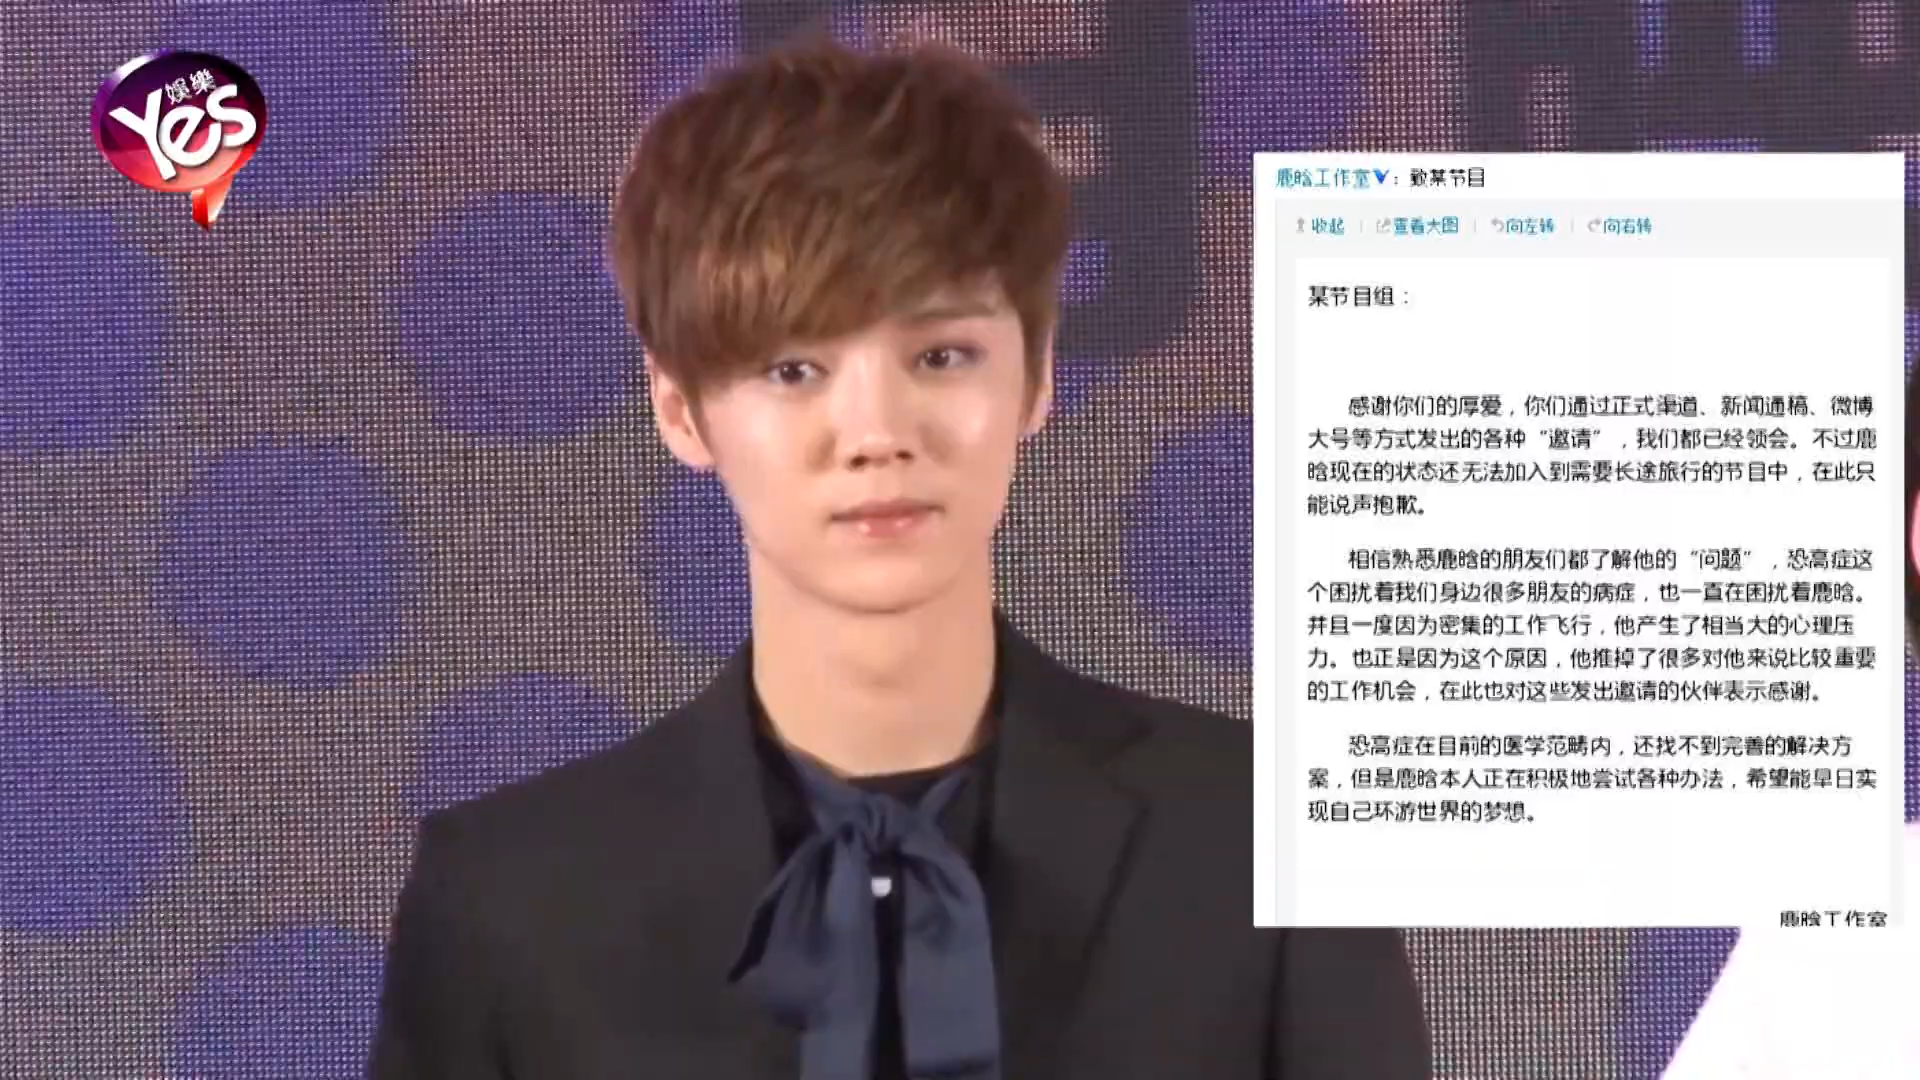 娛樂
Yes
鹿晗工作室：致某节目
收起 查看大图 向左转 向右转
某节目组：
感谢你们的厚爱，你们通过正式渠道、新闻通稿、微博
大号等方式发出的各种“邀请”，我们都已经领会。不过鹿
晗现在的状态还无法加入到需要长途旅行的节目中，在此只
能说声抱歉。
相信熟悉鹿晗的朋友们都了解他的“问题”，恐高症这
个困扰着我们身边很多朋友的病症，也一直在困扰着鹿晗。
并且一度因为密集的工作飞行，他产生了相当大的心理压
力。也正是因为这个原因，他推掉了很多对他来说比较重要
的工作机会，在此也对这些发出邀请的伙伴表示感谢。
恐高症在目前的医学范畴内，还找不到完善的解决方
案，但是鹿晗本人正在积极地尝试各种办法，希望能早日实
现自己环游世界的梦想。
鹿晗工作室